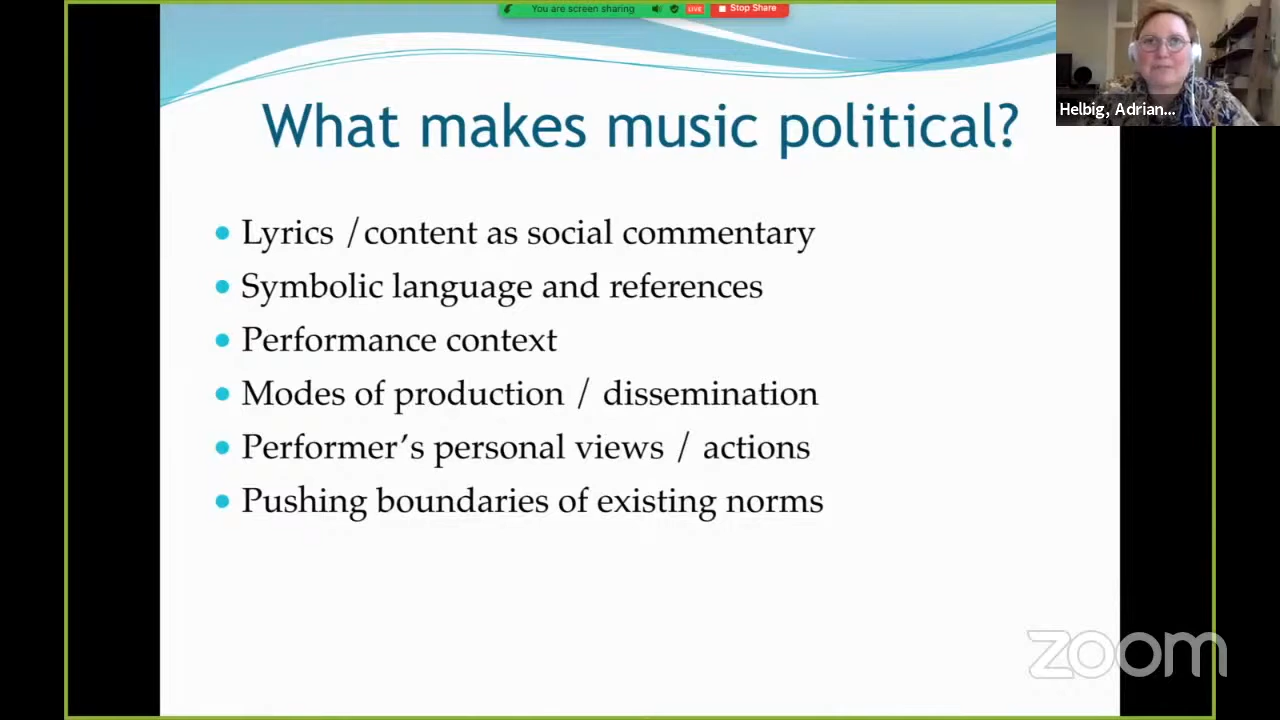 You are screen sharing LIVE Stop Share
What makes music political?
Helbig, Adrian...
Lyrics /content as social commentary
Symbolic language and references
Performance context
Modes of production / dissemination
Performer’s personal views / actions
Pushing boundaries of existing norms
zoom